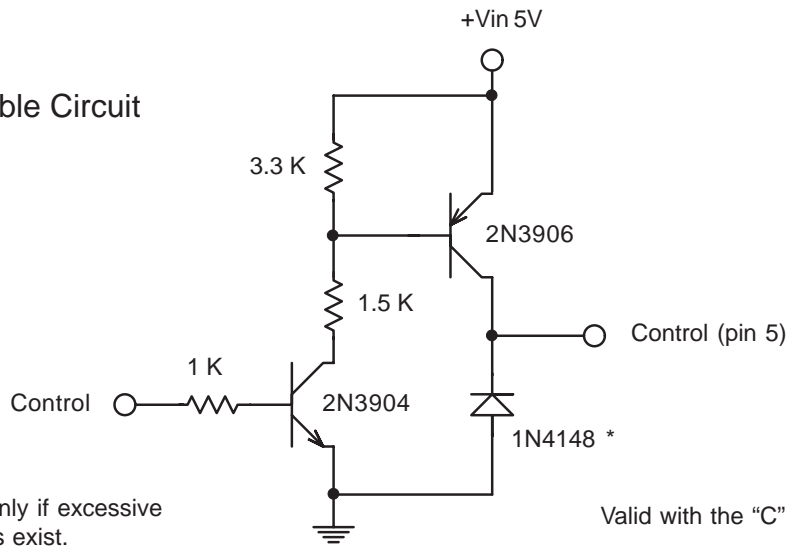 +Vin 5V
ble Circuit
3.3 K
2N3906
1.5 K
Control (pin 5)
1 K
Control
2N3904
1N4148 *
nly if excessive
s exist.
Valid with the “C”